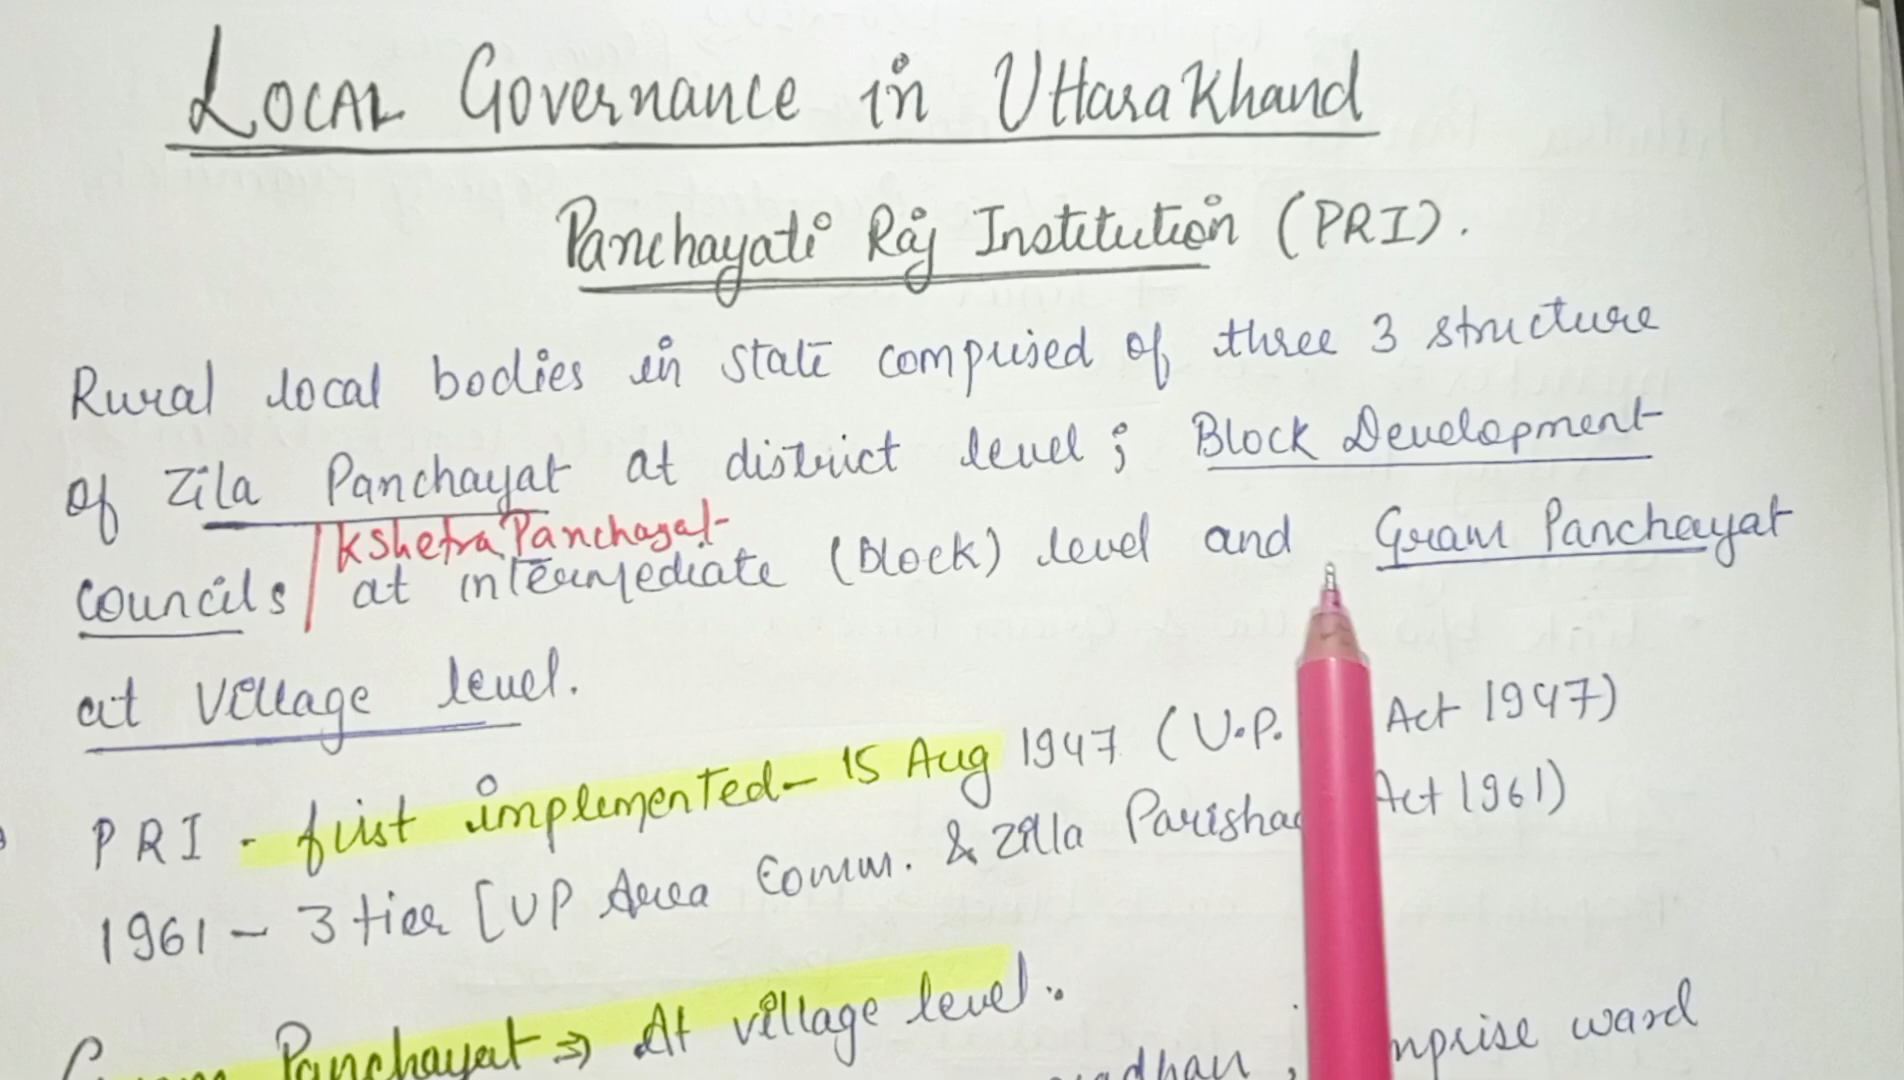 LOCAL Governance in UttaraKhand
Panchayati Raj Institution (PRI).
Rural local bodies in state comprised of three 3 structure
of Zila Panchayat at district level; Block Development
Kshetra Panchayat
councils / at intermediate (Block) level and Gram Panchayat
at village level.
PRI - first implemented - 15 Aug 1947 (U.P. Act 1947)
1961 - 3 tier [UP Area Comm. & Zilla Parishad Act 1961)
Panchayat => At village level.
ward